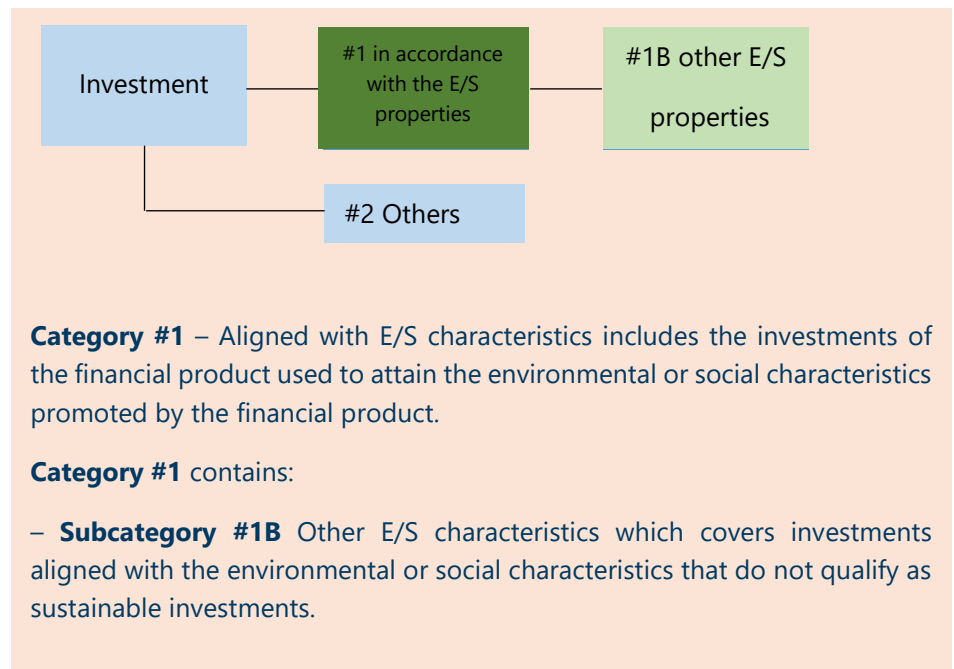 Investment
#1 in accordance
with the E/S
properties
#1B other E/S
properties
#2 Others
Category #1 – Aligned with E/S characteristics includes the investments of
the financial product used to attain the environmental or social characteristics
promoted by the financial product.
Category #1 contains:
– Subcategory #1B Other E/S characteristics which covers investments
aligned with the environmental or social characteristics that do not qualify as
sustainable investments.